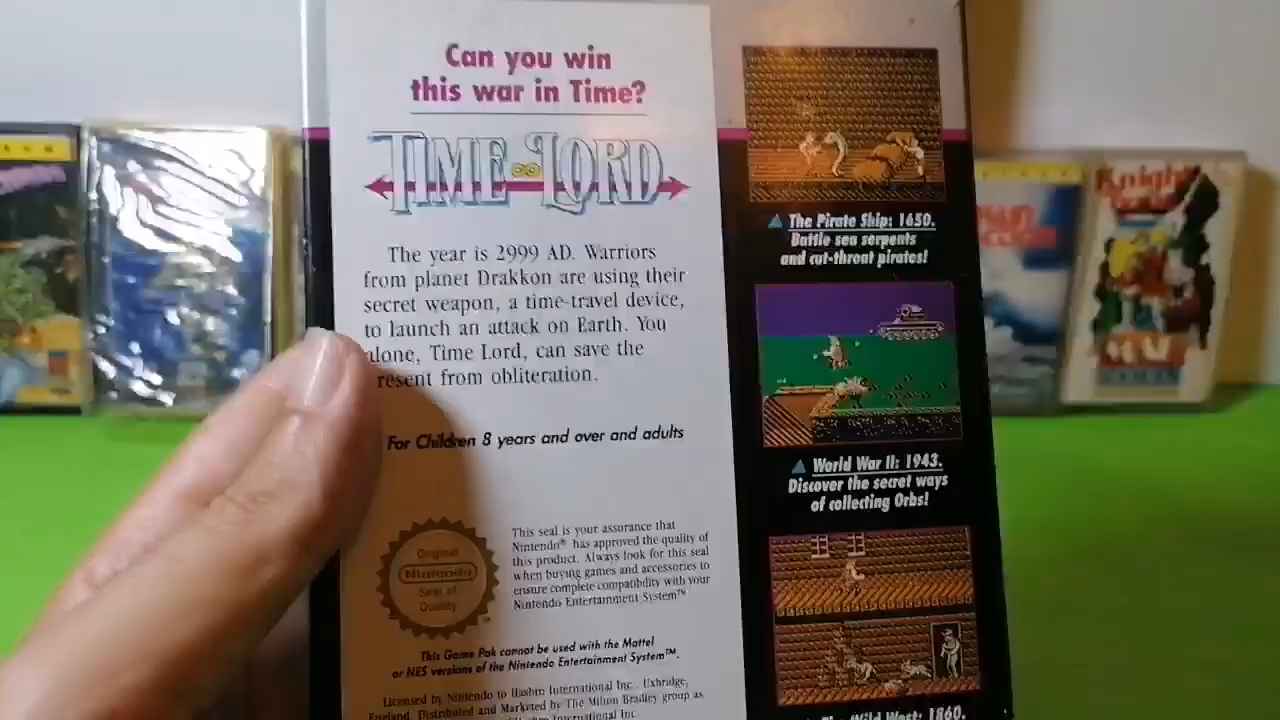 Can you win
this war in Time?
TIME LORD
The year is 2999 AD. Warriors
from planet Drakkon are using their
secret weapon, a time-travel device,
to launch an attack on Earth. You
alone, Time Lord, can save the
resent from obliteration.
For Children 8 years and over and adults
Original
Nintendo
Seal of
Quality
This seal is your assurance that
Nintendo® has approved the quality of
this product. Always look for this seal
when buying games and accessories to
ensure complete compatibility with your
Nintendo Entertainment System™
This Game Pak cannot be used with the Mattel
or NES versions of the Nintendo Entertainment System™.
Licensed by Nintendo to Hasbro International Inc., Uxbridge,
England. Distributed and Marketed by The Milton Bradley group as
International Inc
The Pirate Ship: 1650.
Battle sea serpents
and cut-throat pirates!
World War II: 1943.
Discover the secret ways
of collecting Orbs!
The Wild West: 1860.
Knight